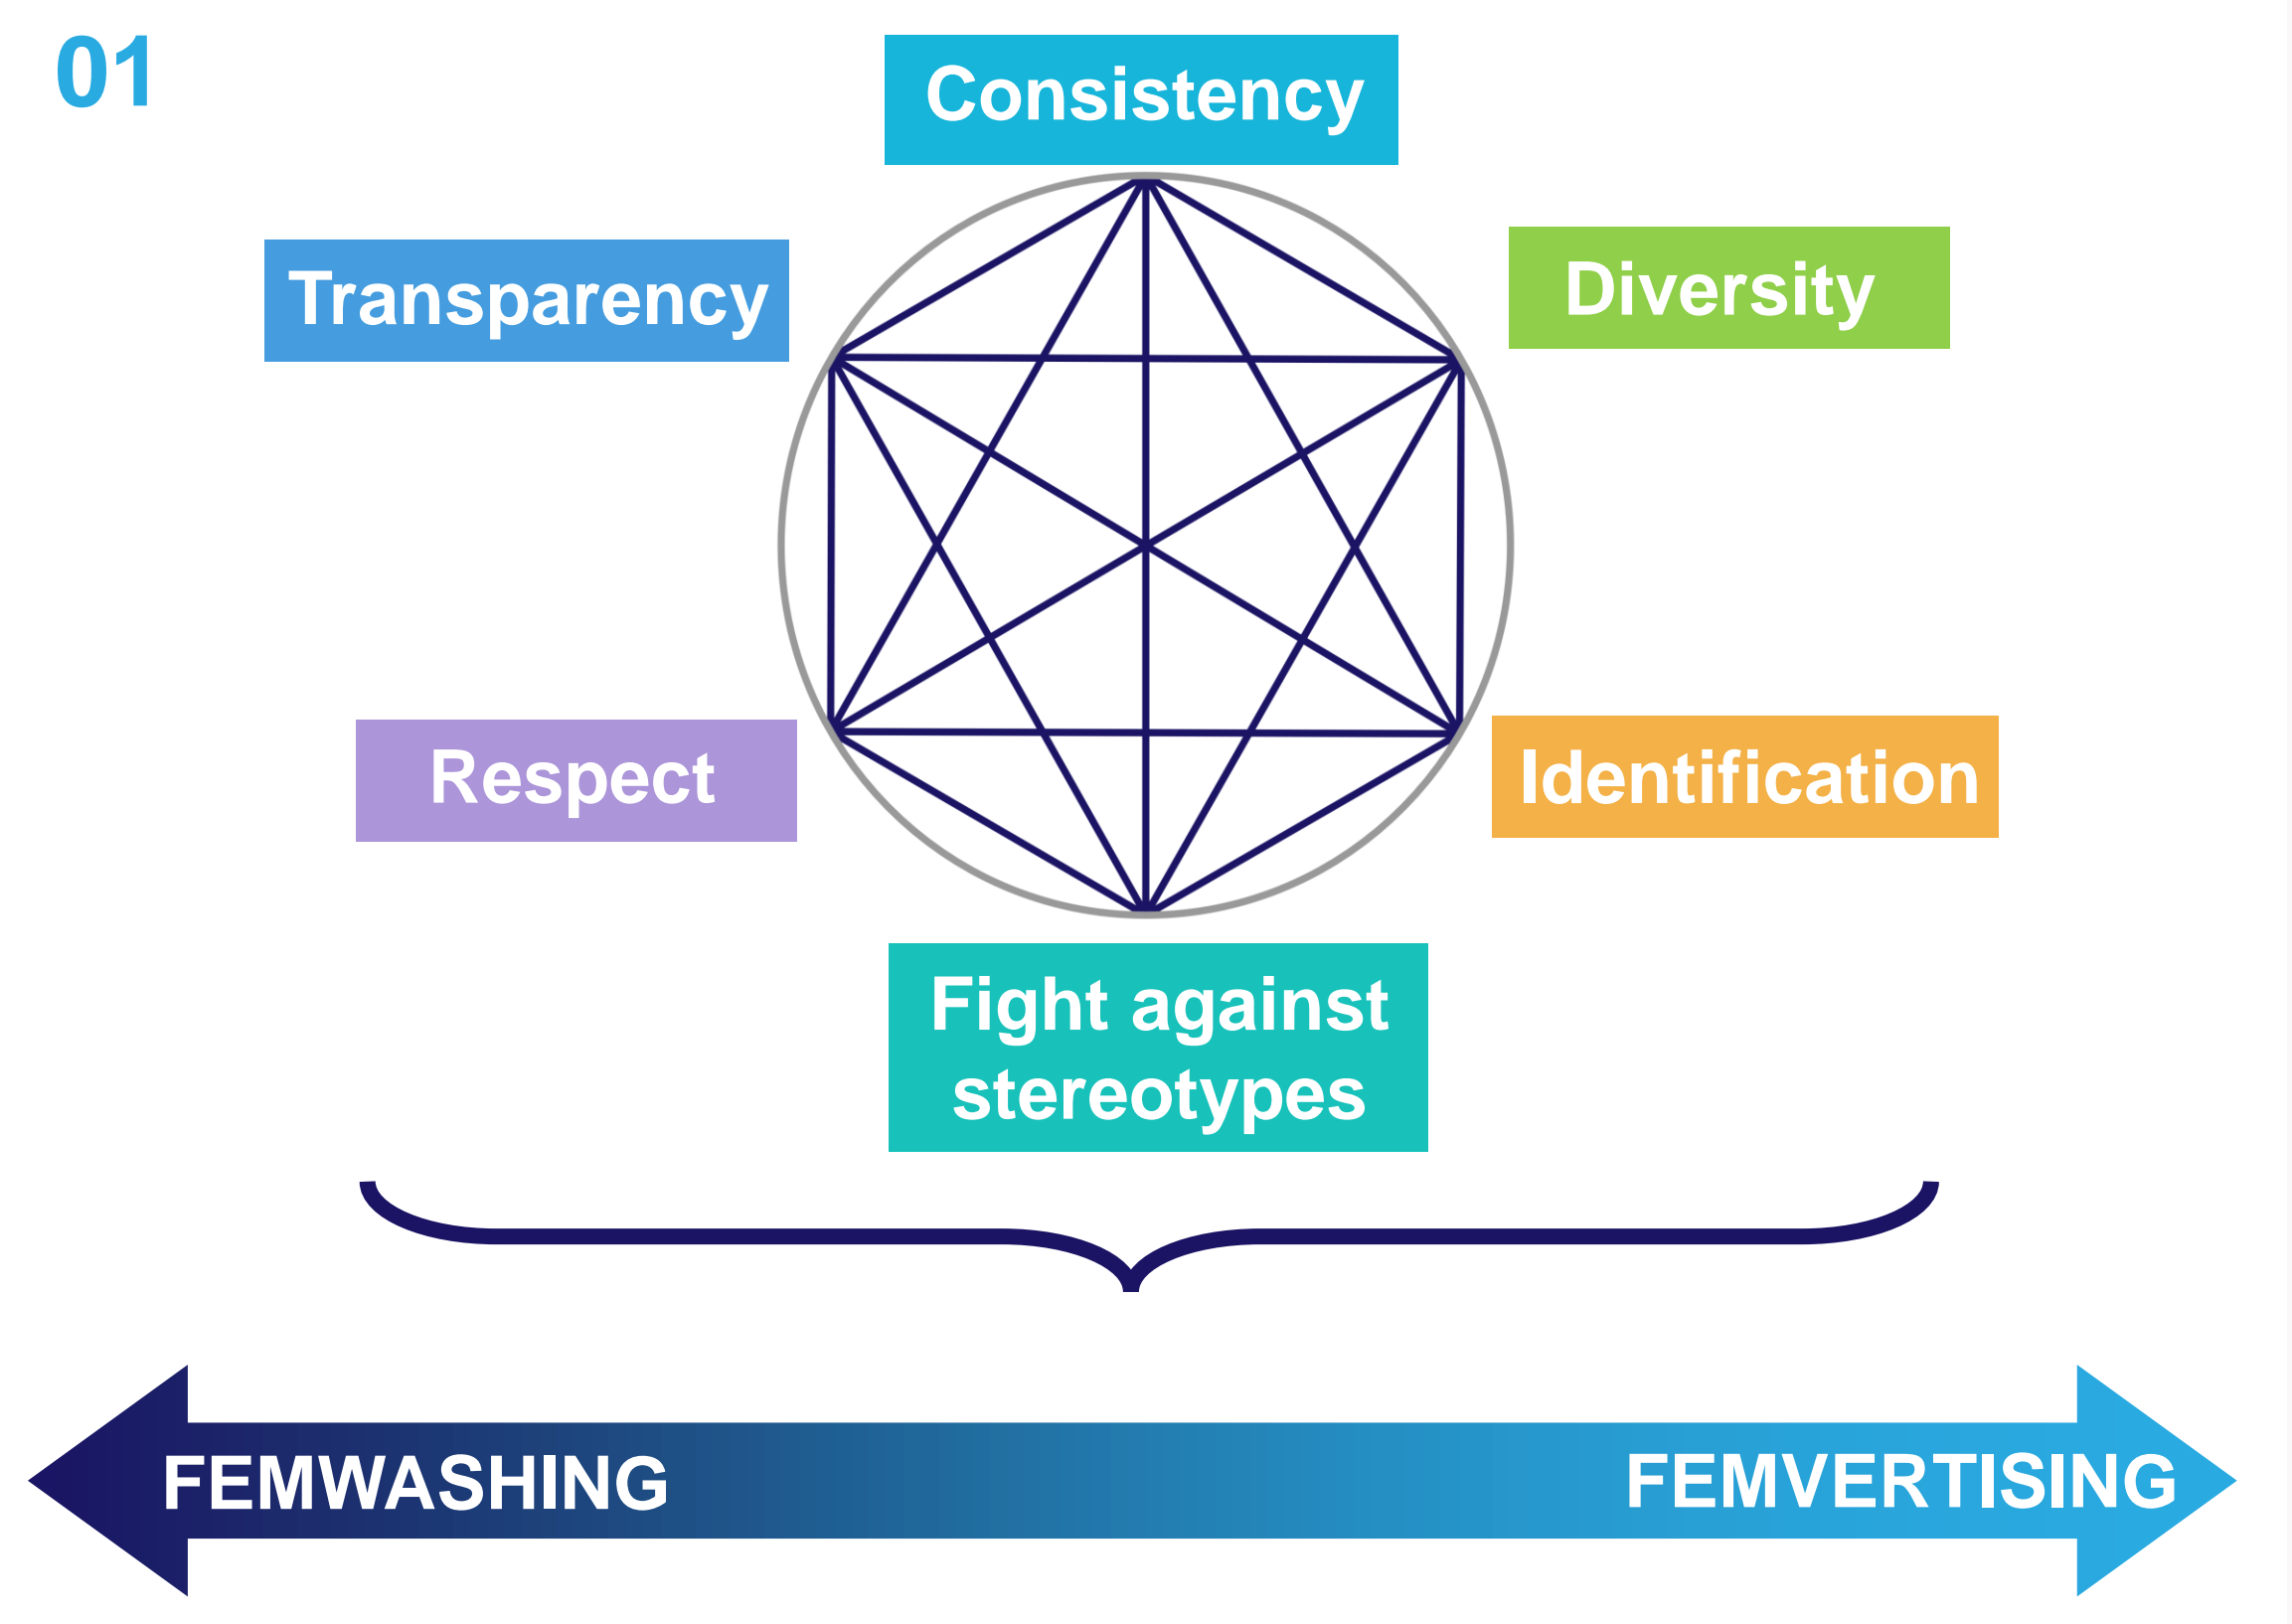 01
Consistency
Transparency
Diversity
Respect
Identification
Fight against
stereotypes
FEMWASHING
FEMVERTISING